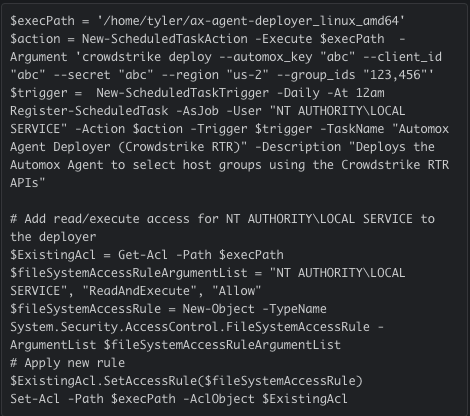 $execPath = '/home/tyler/ax-agent-deployer_linux_amd64'
$action = New-ScheduledTaskAction -Execute $execPath  -
Argument 'crowdstrike deploy --automox_key "abc" --client_id
"abc" --secret "abc" --region "us-2" --group_ids "123,456"'
$trigger =  New-ScheduledTaskTrigger -Daily -At 12am
Register-ScheduledTask -AsJob -User "NT AUTHORITY\LOCAL
SERVICE" -Action $action -Trigger $trigger -TaskName "Automox
Agent Deployer (Crowdstrike RTR)" -Description "Deploys the
Automox Agent to select host groups using the Crowdstrike RTR
APIs"

# Add read/execute access for NT AUTHORITY\LOCAL SERVICE to
the deployer
$ExistingAcl = Get-Acl -Path $execPath
$fileSystemAccessRuleArgumentList = "NT AUTHORITY\LOCAL
SERVICE", "ReadAndExecute", "Allow"
$fileSystemAccessRule = New-Object -TypeName
System.Security.AccessControl.FileSystemAccessRule -
ArgumentList $fileSystemAccessRuleArgumentList
# Apply new rule
$ExistingAcl.SetAccessRule($fileSystemAccessRule)
Set-Acl -Path $execPath -AclObject $ExistingAcl